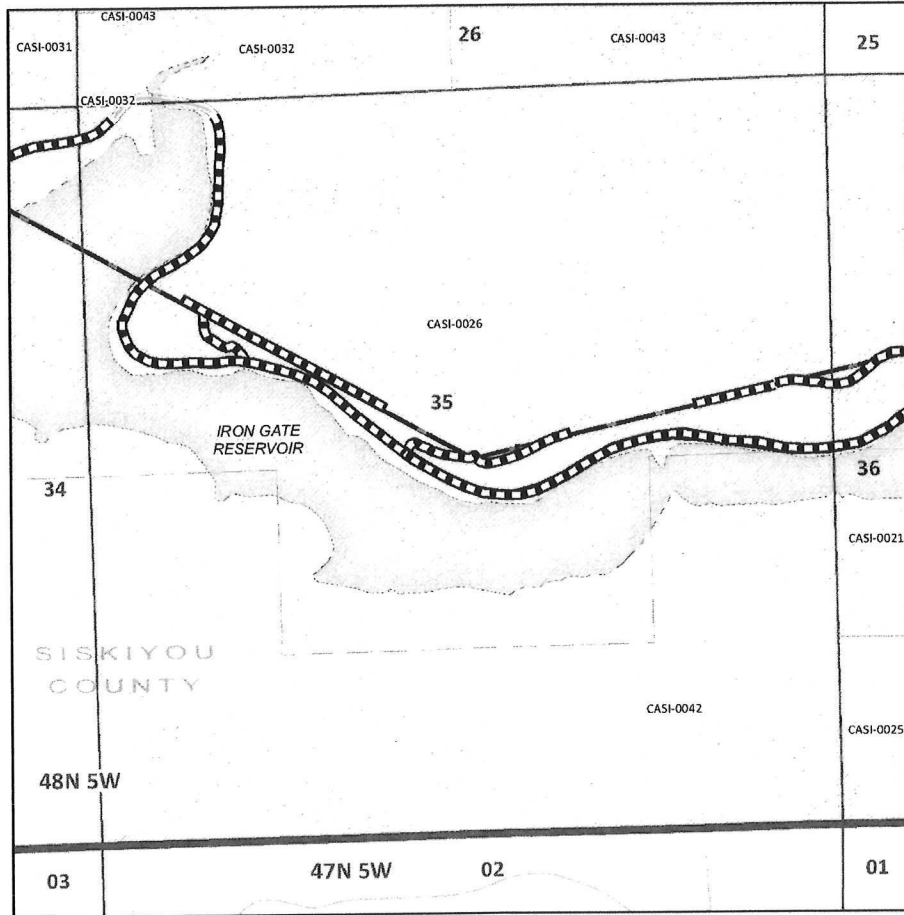 CASI-0043
26
CASI-0031
CASI-0032
CASI-0043
25
CASI-0032
CASI-0026
35
IRON GATE
RESERVOIR
34
36
CASI-0021
SISKIYOU
COUNTY
CASI-0042
CASI-0025
48N 5W
47N 5W
02
03
01